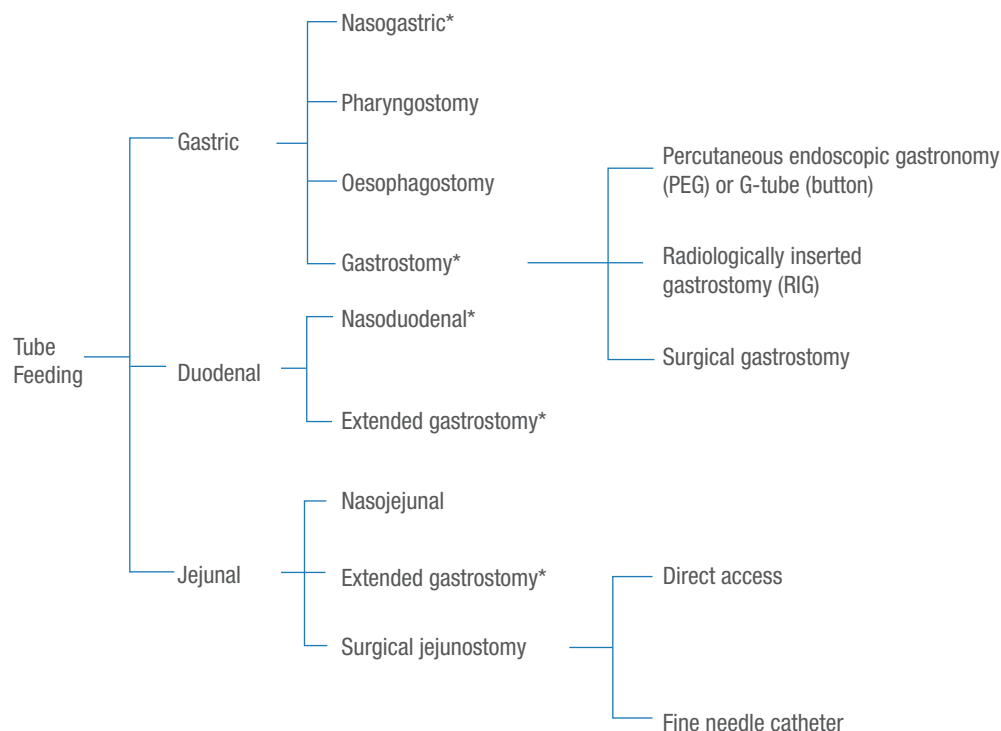 Nasogastric*
Pharyngostomy
Gastric
Oesophagostomy
Gastrostomy*
Percutaneous endoscopic gastronomy
(PEG) or G-tube (button)
Radiologically inserted
gastrostomy (RIG)
Surgical gastrostomy
Tube
Feeding
Duodenal
Nasoduodenal*
Extended gastrostomy*
Jejunal
Nasojejunal
Extended gastrostomy*
Surgical jejunostomy
Direct access
Fine needle catheter